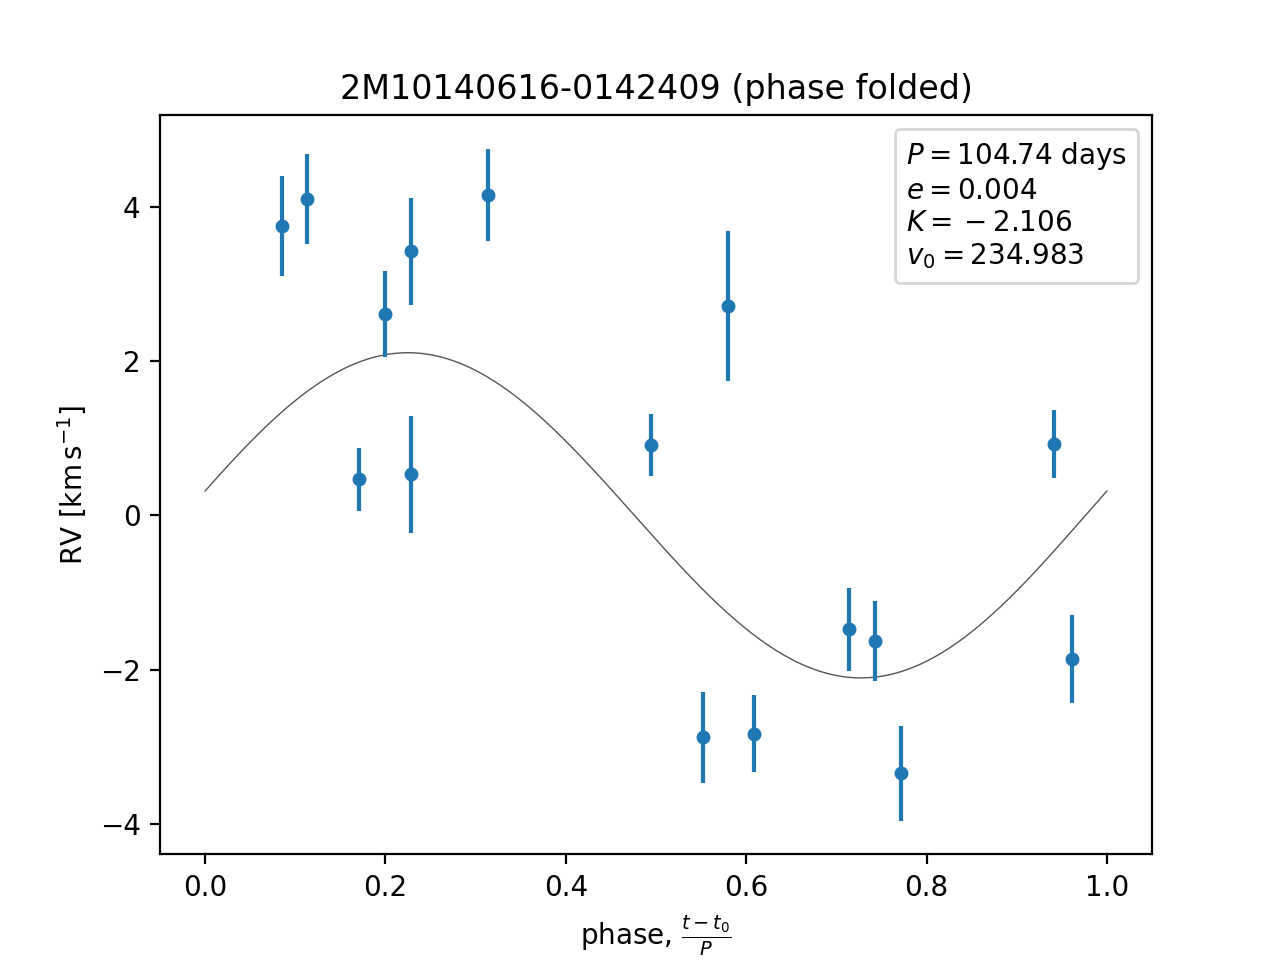 2M10140616-0142409 (phase folded)
P = 104.74 days
e = 0.004
K = −2.106
v₀ = 234.983
4
2
0
−2
−4
RV [km s⁻¹]
0.0 0.2 0.4 0.6 0.8 1.0
phase, (t − t₀)/P